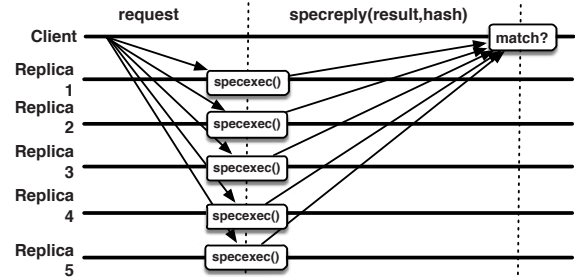 request specreply(result,hash)
Client match?
Replica
1 specexec()
Replica
2 specexec()
Replica
3 specexec()
Replica
4 specexec()
Replica
5 specexec()